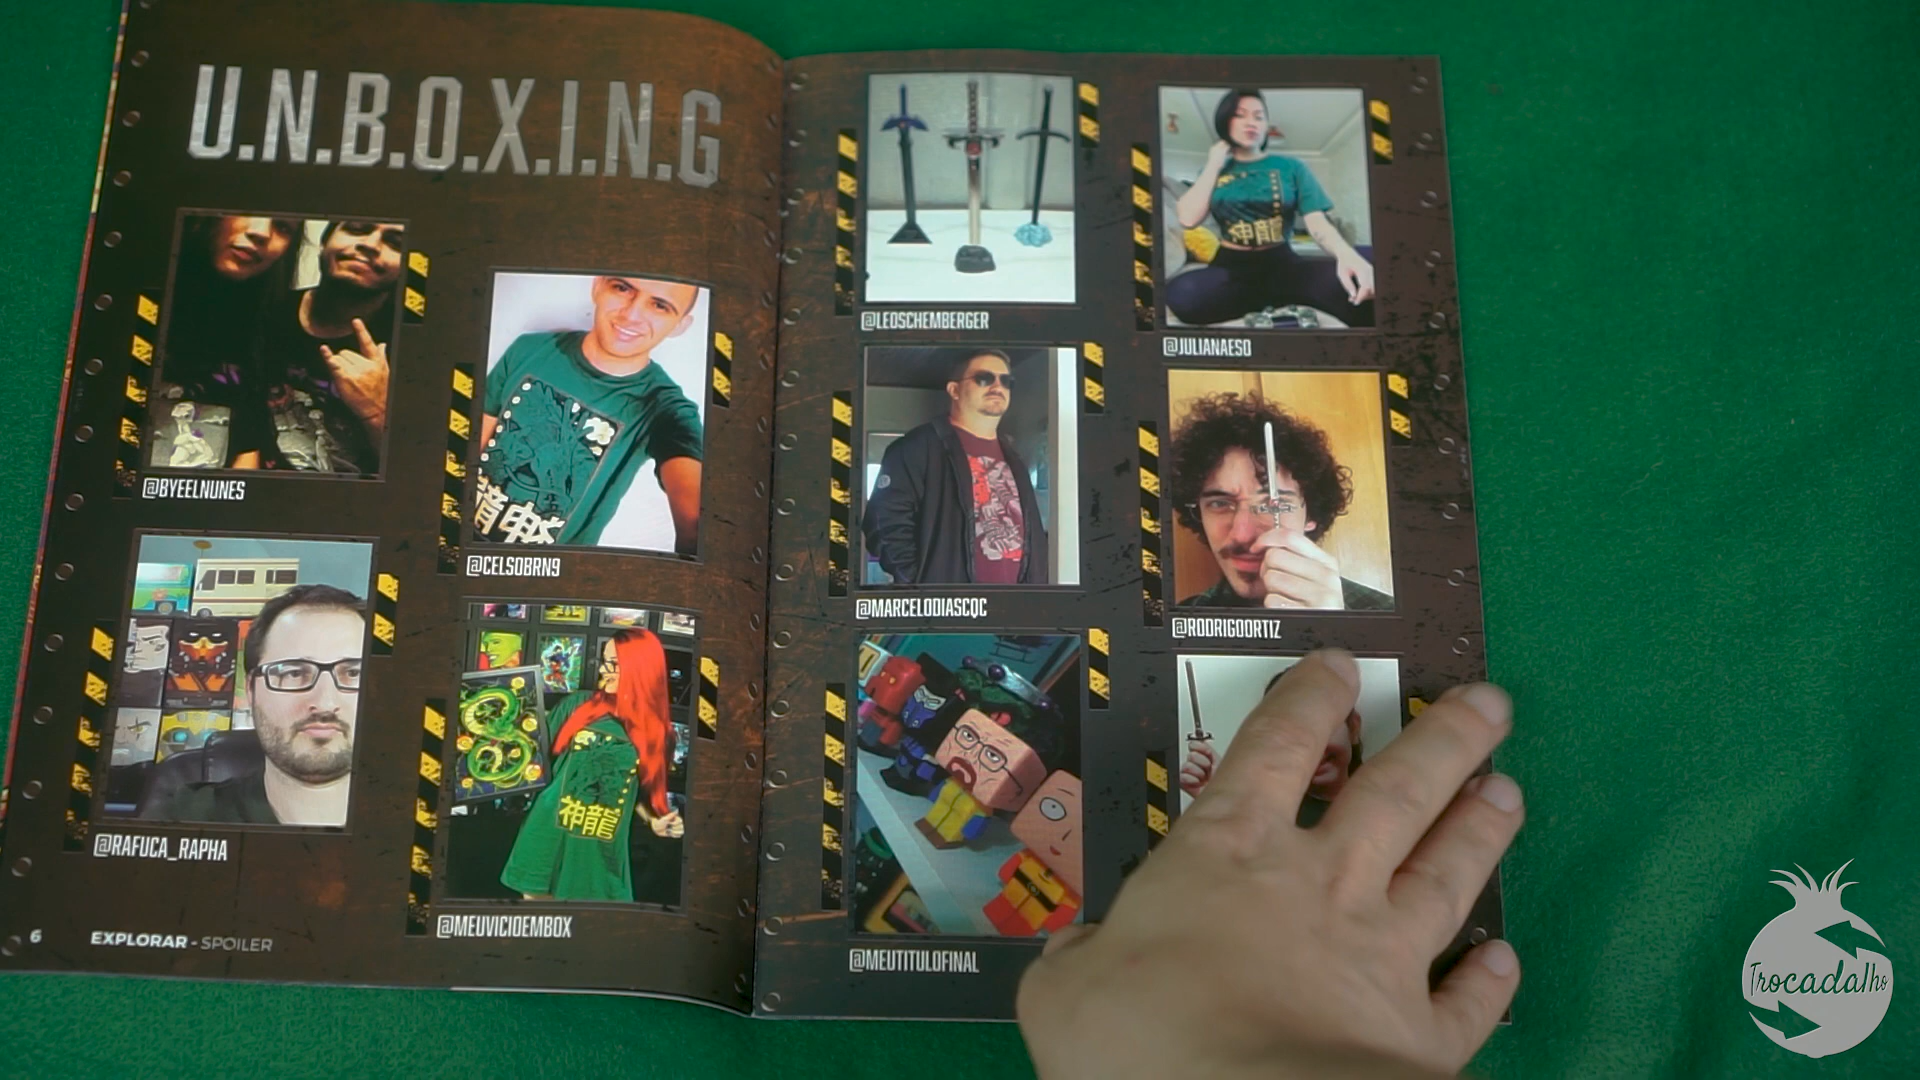 U.N.B.O.X.I.N.G
@BYEELNUNES
@CELSOBRN9
@RAFUCA_RAPHA
神龍
@MEUVICIOEMBOX
6 EXPLORAR - SPOILER
@LEOSCHEMBERGER
神龍
@JULIANAESO
@MARCELODIASCQC
@RODRIGOORTIZ
@MEUTITULOFINAL
Trocadalho